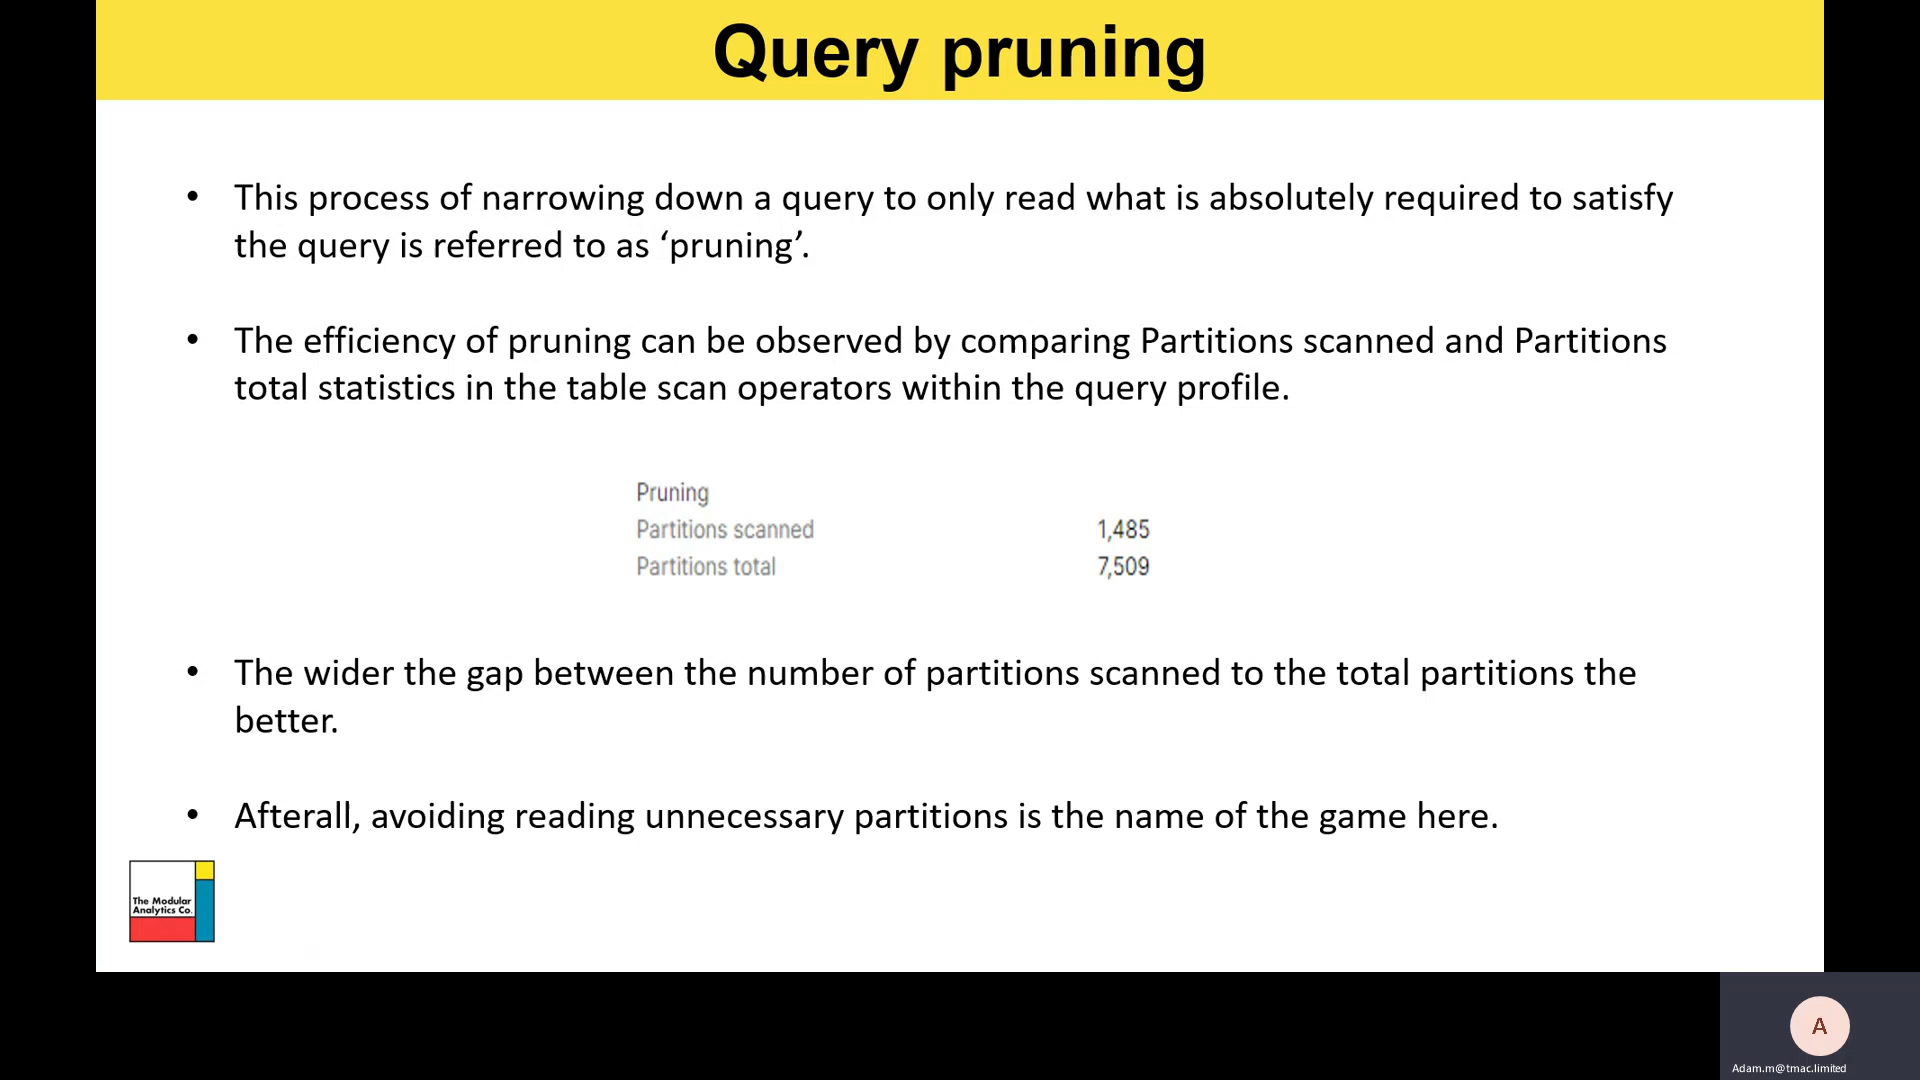 Query pruning
• This process of narrowing down a query to only read what is absolutely required to satisfy
the query is referred to as ‘pruning’.
• The efficiency of pruning can be observed by comparing Partitions scanned and Partitions
total statistics in the table scan operators within the query profile.
Pruning
Partitions scanned 1,485
Partitions total 7,509
• The wider the gap between the number of partitions scanned to the total partitions the
better.
• Afterall, avoiding reading unnecessary partitions is the name of the game here.
The Modular
Analytics Co.
A
Adam.m@tmac.limited